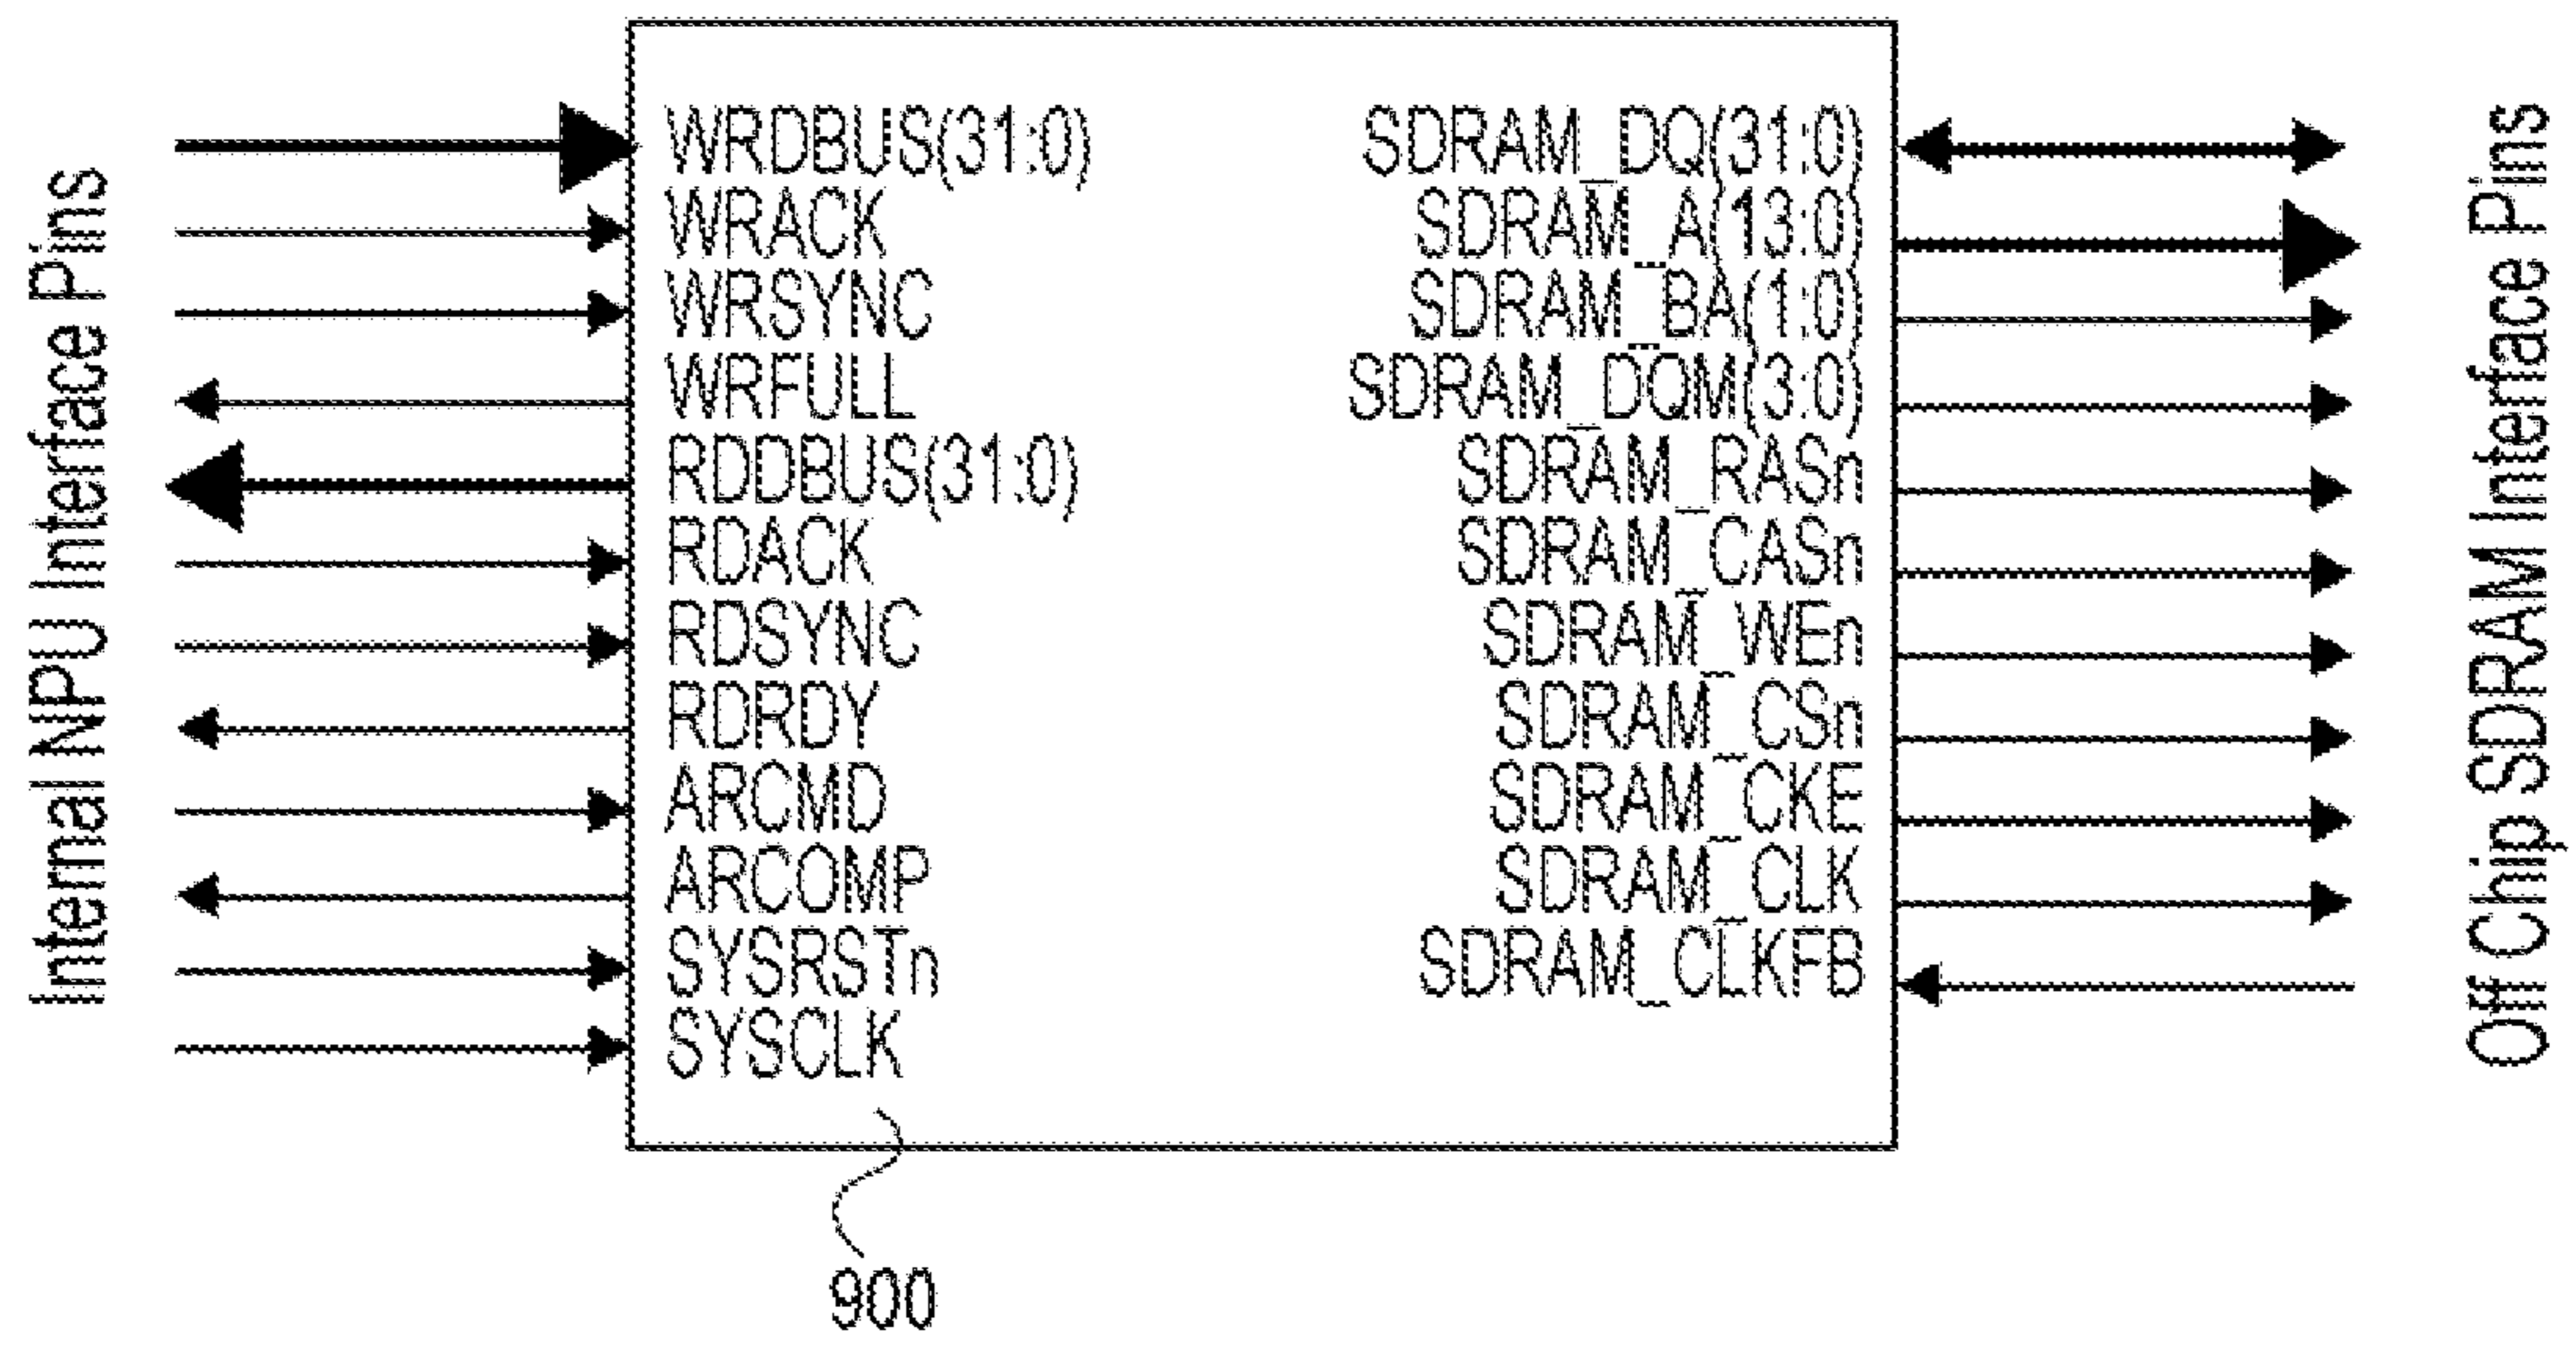 Internal NPU Interface Pins
WRDBUS(31:0)
WRACK
WRSYNC
WRFULL
RDDBUS(31:0)
RDACK
RDSYNC
RDRDY
ARCMD
ARCOMP
SYSRSTn
SYSCLK
SDRAM_DQ(31:0)
SDRAM_A(13:0)
SDRAM_BA(1:0)
SDRAM_DQM(3:0)
SDRAM_RASn
SDRAM_CASn
SDRAM_WEn
SDRAM_CSn
SDRAM_CKE
SDRAM_CLK
SDRAM_CLKFB
Off Chip SDRAM Interface Pins
900